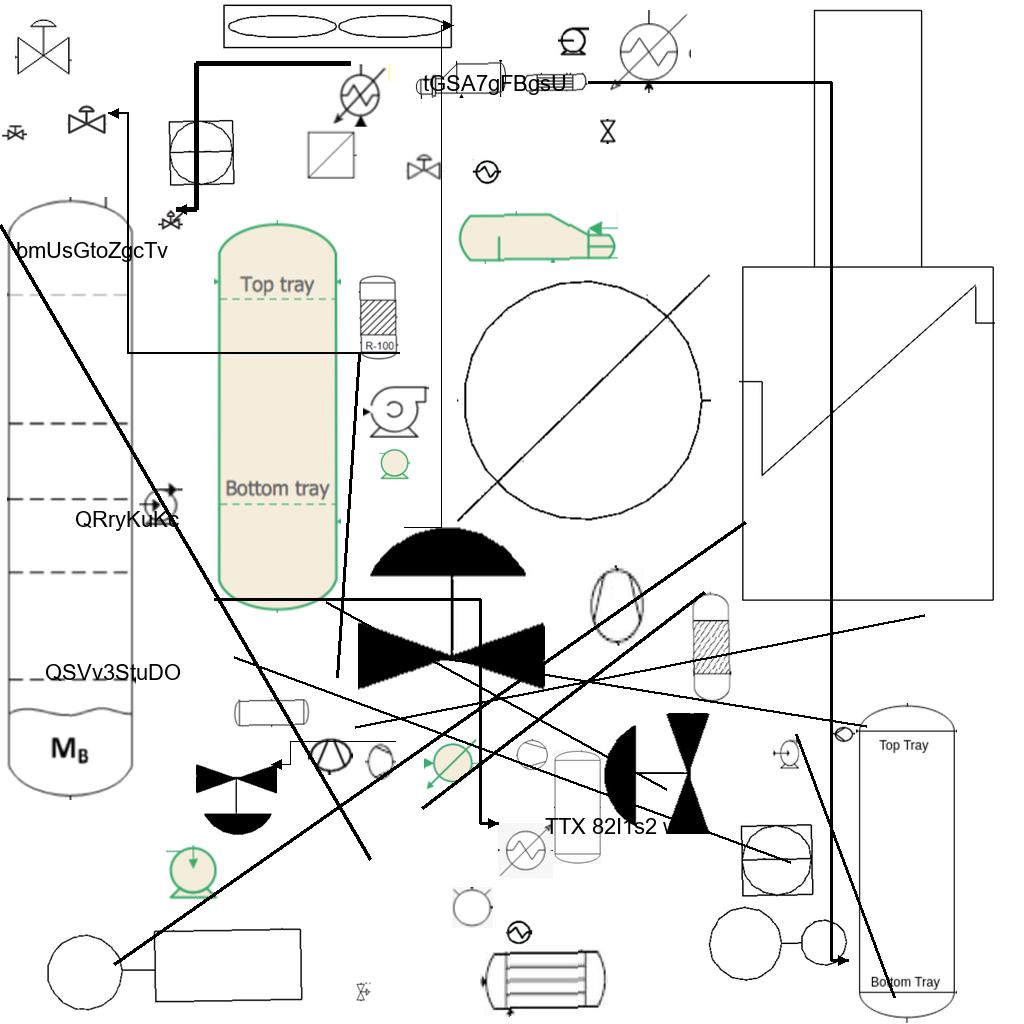 tGSA7gFBgsU
bmUsGtoZgcTv
Top tray
R-100
Bottom tray
QRryKuKc
QSVv3StuDO
M_B
Top Tray
TTX 82I1s2
Bottom Tray